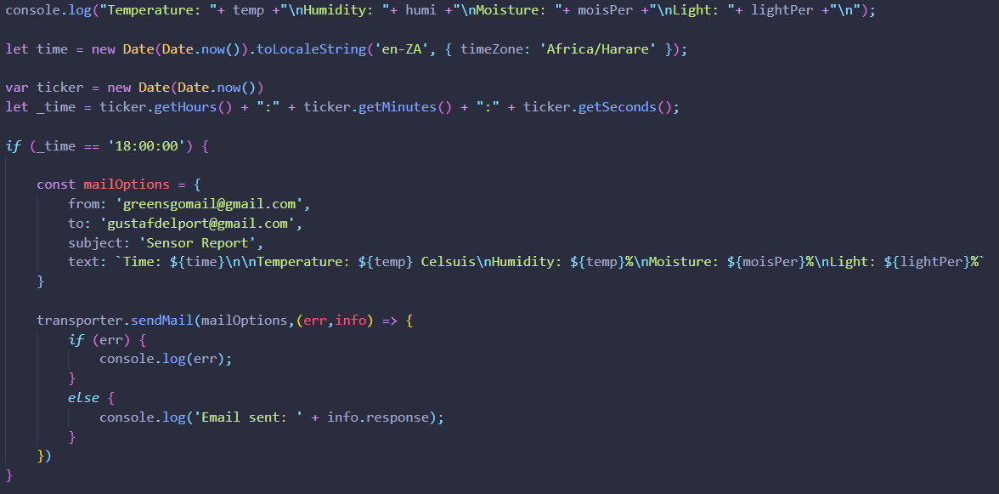 console.log("Temperature: "+ temp +"\nHumidity: "+ humi +"\nMoisture: "+ moisPer +"\nLight: "+ lightPer +"\n");
let time = new Date(Date.now()).toLocaleString('en-ZA', { timeZone: 'Africa/Harare' });
var ticker = new Date(Date.now())
let _time = ticker.getHours() + ":" + ticker.getMinutes() + ":" + ticker.getSeconds();
if (_time == '18:00:00') {
const mailOptions = {
from: 'greensgomail@gmail.com',
to: 'gustafdelport@gmail.com',
subject: 'Sensor Report',
text: `Time: ${time}\n\nTemperature: ${temp} Celsuis\nHumidity: ${temp}%\nMoisture: ${moisPer}%\nLight: ${lightPer}%`
}
transporter.sendMail(mailOptions,(err,info) => {
if (err) {
console.log(err);
}
else {
console.log('Email sent: ' + info.response);
}
})
}